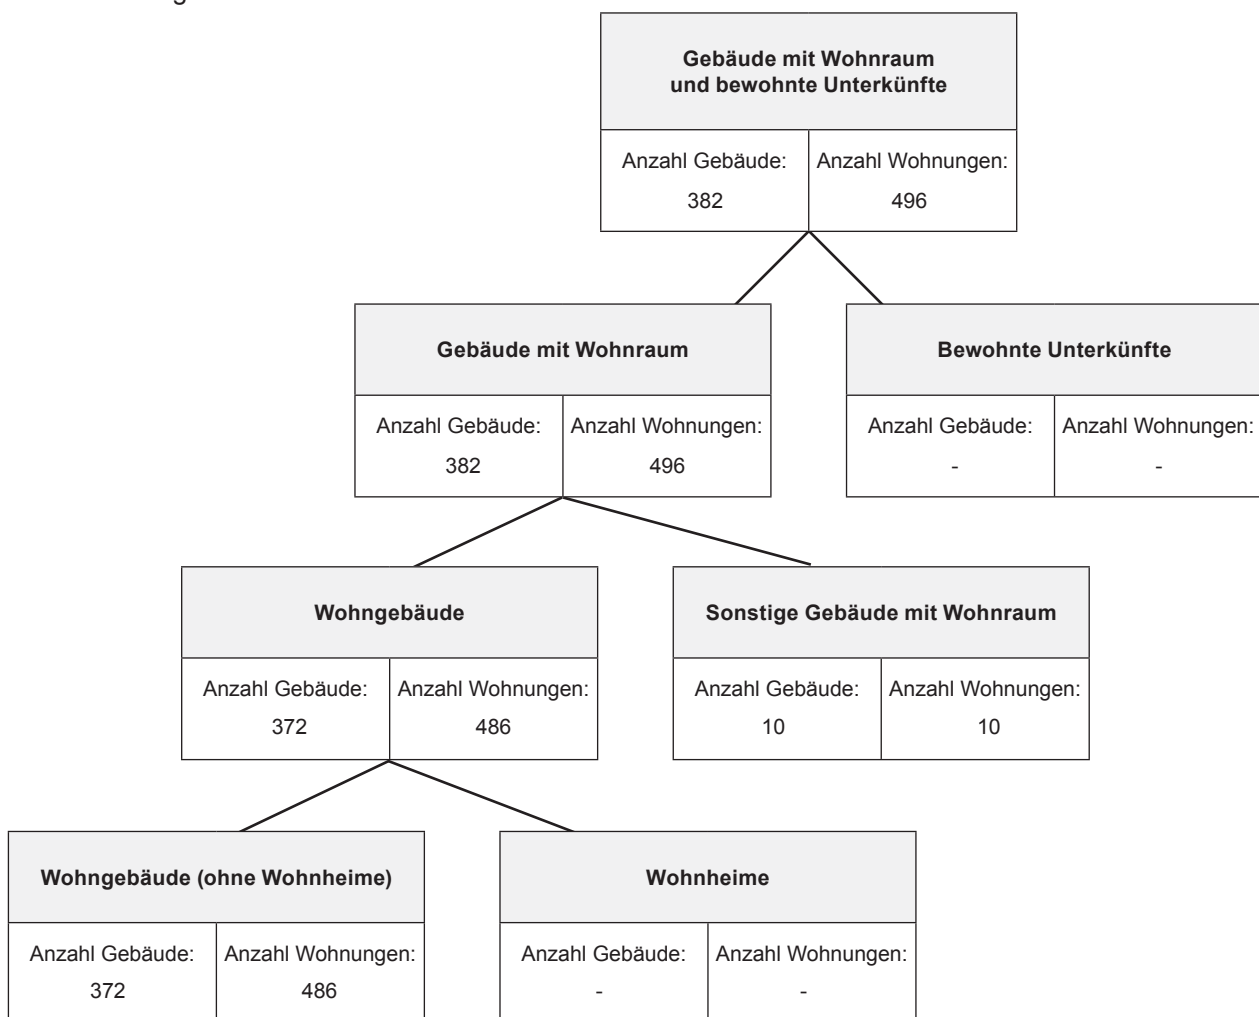 Gebäude mit Wohnraum
und bewohnte Unterkünfte
Anzahl Gebäude:
382
Anzahl Wohnungen:
496
Gebäude mit Wohnraum
Anzahl Gebäude:
382
Anzahl Wohnungen:
496
Bewohnte Unterkünfte
Anzahl Gebäude:
-
Anzahl Wohnungen:
-
Wohngebäude
Anzahl Gebäude:
372
Anzahl Wohnungen:
486
Sonstige Gebäude mit Wohnraum
Anzahl Gebäude:
10
Anzahl Wohnungen:
10
Wohngebäude (ohne Wohnheime)
Anzahl Gebäude:
372
Anzahl Wohnungen:
486
Wohnheime
Anzahl Gebäude:
-
Anzahl Wohnungen:
-